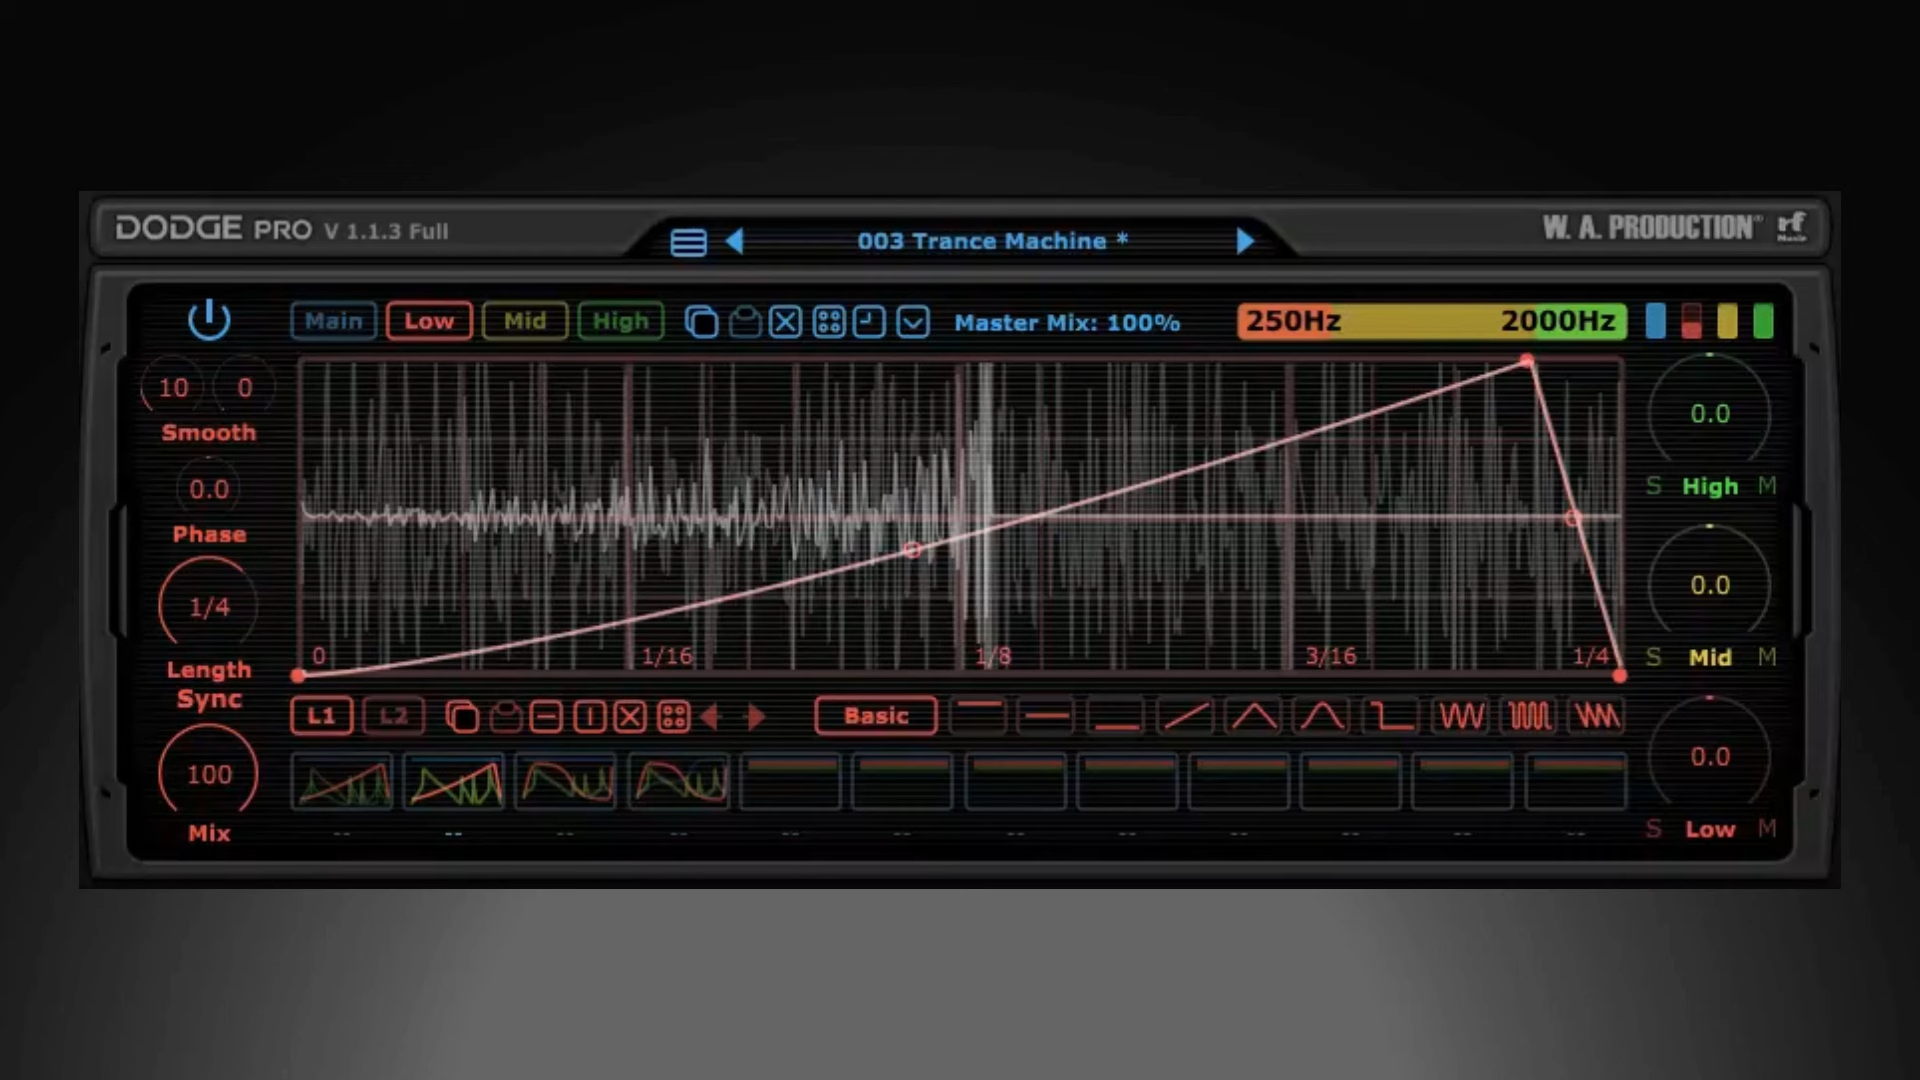 DODGE PRO V 1.1.3 Full
003 Trance Machine *
W. A. PRODUCTION®
rf Music
Main Low Mid High
Master Mix: 100%
250Hz 2000Hz
10 0
Smooth
0.0
Phase
1/4
Length
Sync
100
Mix
0 1/16 1/8 3/16 1/4
L1 L2
Basic
-- -- -- -- -- -- -- -- -- -- -- --
0.0
S High M
0.0
S Mid M
0.0
S Low M